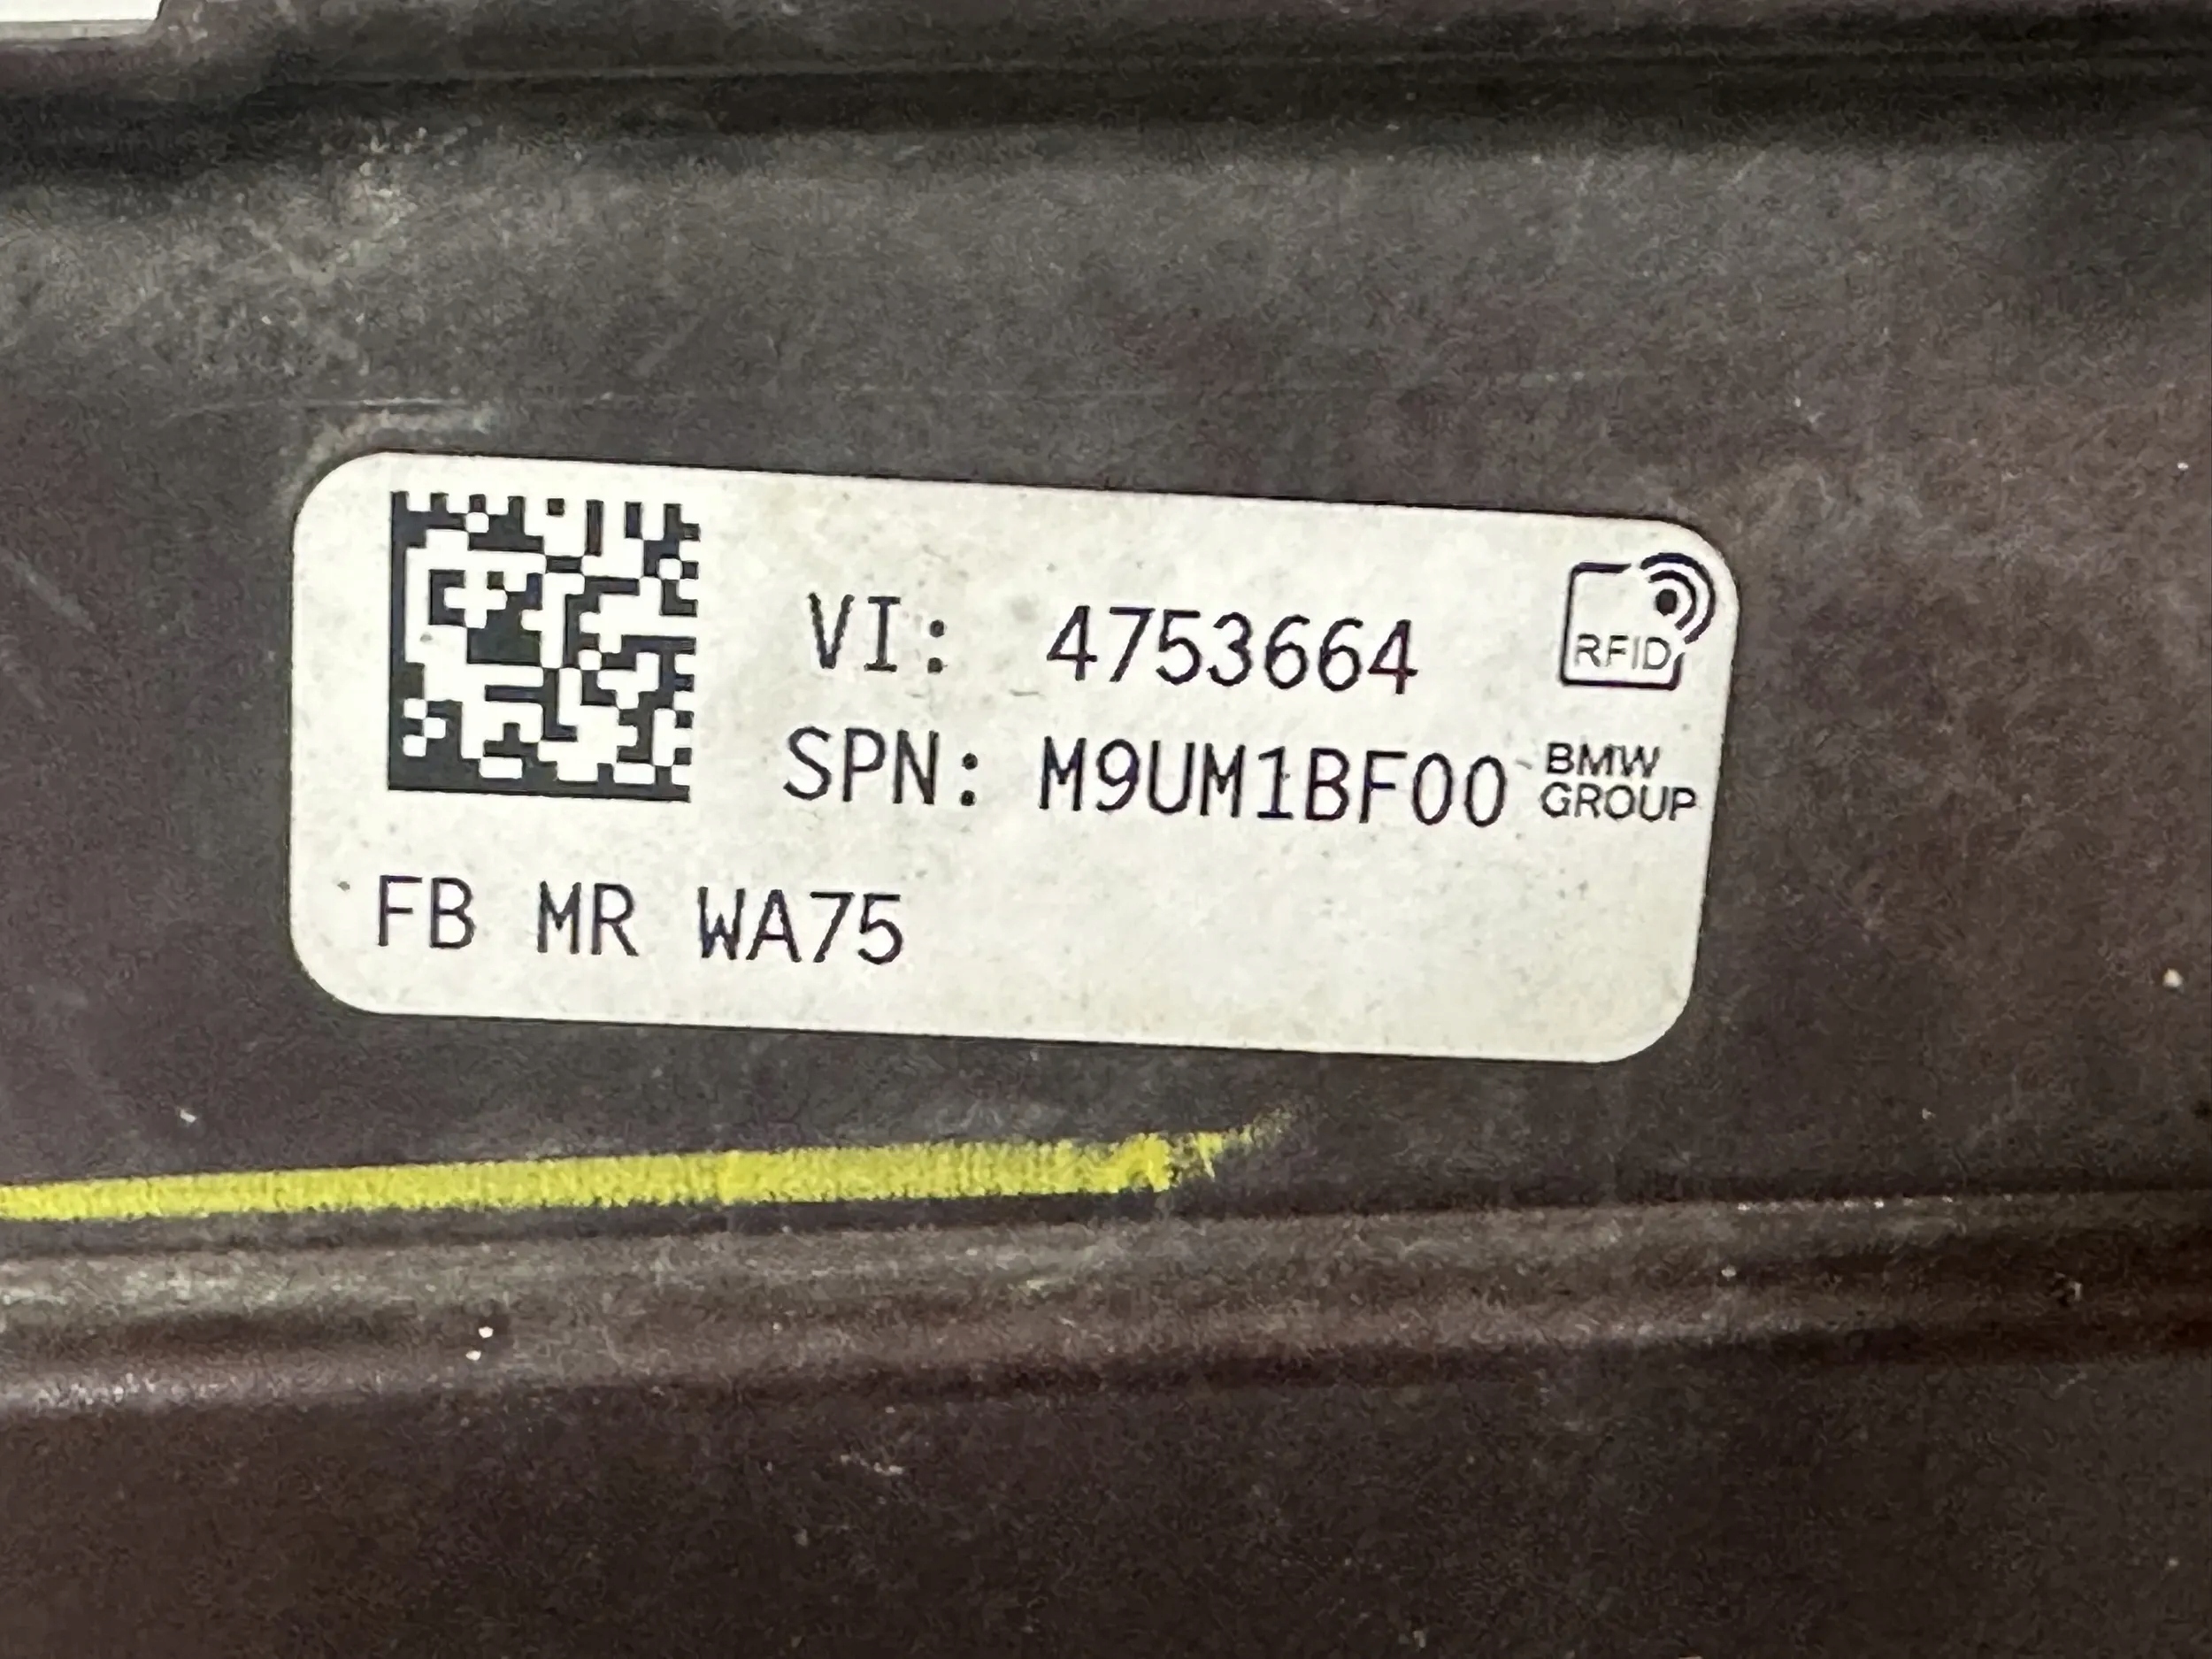 VI: 4753664
RFID
SPN: M9UM1BF00
BMW
GROUP
FB MR WA75